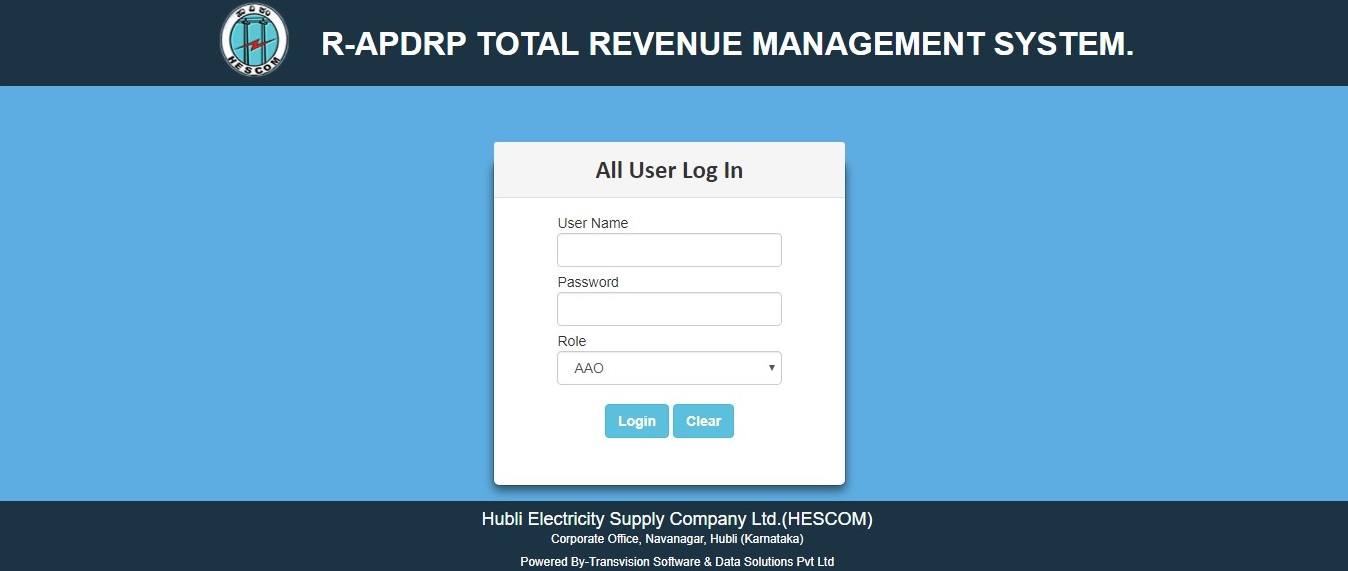 ಹು ವಿ ಸ ಕಂ
HESCOM
R-APDRP TOTAL REVENUE MANAGEMENT SYSTEM.
All User Log In
User Name
Password
Role
AAO
Login Clear
Hubli Electricity Supply Company Ltd.(HESCOM)
Corporate Office, Navanagar, Hubli (Karnataka)
Powered By-Transvision Software & Data Solutions Pvt Ltd